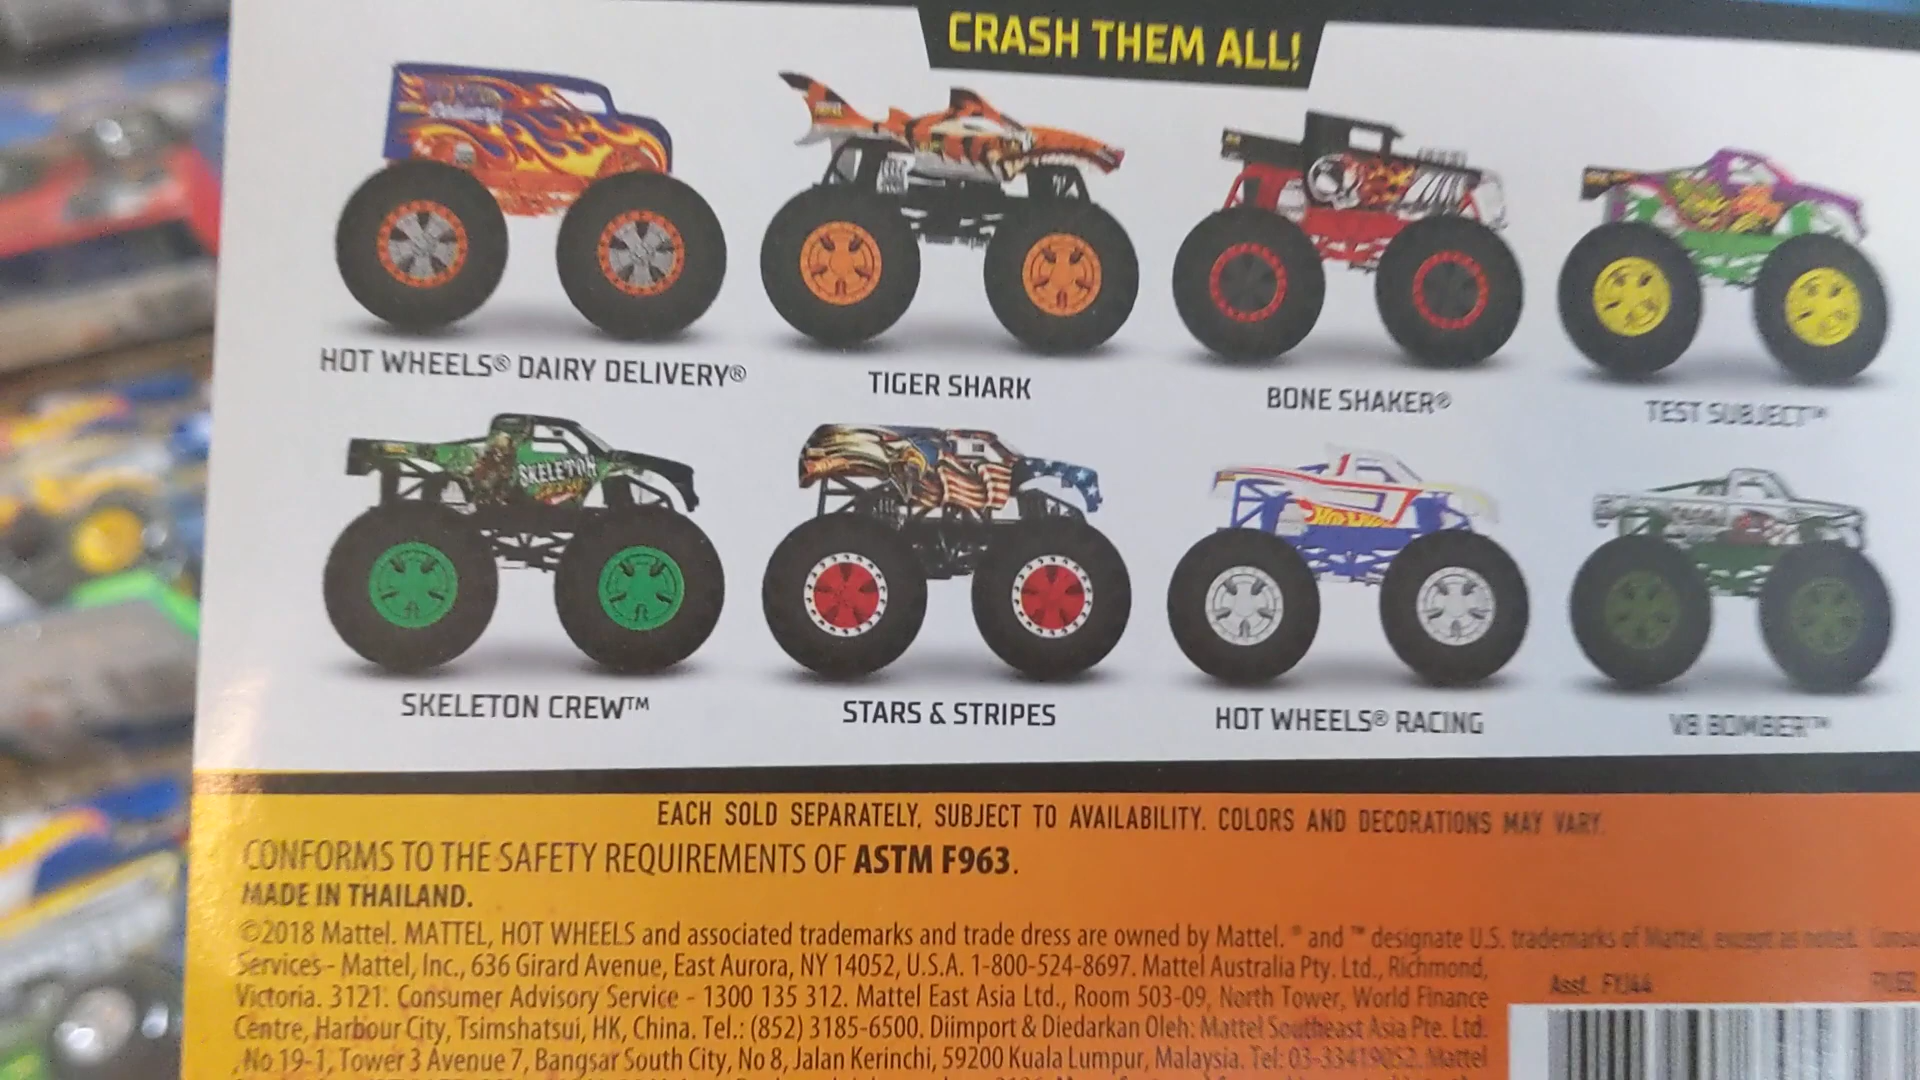 CRASH THEM ALL!
HOT WHEELS® DAIRY DELIVERY®
TIGER SHARK
BONE SHAKER®
TEST SUBJECT™
SKELETON
SKELETON CREW™
STARS & STRIPES
HOT WHEELS® RACING
V8 BOMBER™
EACH SOLD SEPARATELY, SUBJECT TO AVAILABILITY. COLORS AND DECORATIONS MAY VARY.
CONFORMS TO THE SAFETY REQUIREMENTS OF ASTM F963.
MADE IN THAILAND.
©2018 Mattel. MATTEL, HOT WHEELS and associated trademarks and trade dress are owned by Mattel. ® and ™ designate U.S. trademarks of Mattel, except as noted.
Services - Mattel, Inc., 636 Girard Avenue, East Aurora, NY 14052, U.S.A. 1-800-524-8697. Mattel Australia Pty. Ltd., Richmond,
Victoria. 3121. Consumer Advisory Service - 1300 135 312. Mattel East Asia Ltd., Room 503-09, North Tower, World Finance
Centre, Harbour City, Tsimshatsui, HK, China. Tel.: (852) 3185-6500. Diimport & Diedarkan Oleh: Mattel Southeast Asia Pte. Ltd.
, No 19-1, Tower 3 Avenue 7, Bangsar South City, No 8, Jalan Kerinchi, 59200 Kuala Lumpur, Malaysia. Tel: 03-33419052. Mattel
Asst. FYJ44